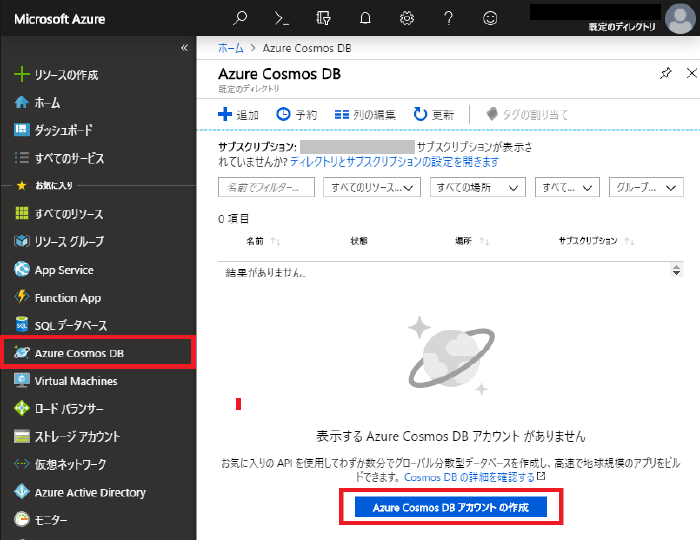 Microsoft Azure
既定のディレクトリ
«
リソースの作成
ホーム
ダッシュボード
すべてのサービス
お気に入り
すべてのリソース
リソース グループ
App Service
Function App
SQL データベース
Azure Cosmos DB
Virtual Machines
ロード バランサー
ストレージ アカウント
仮想ネットワーク
Azure Active Directory
モニター
ホーム > Azure Cosmos DB
Azure Cosmos DB
既定のディレクトリ
追加 予約 列の編集 更新 タグの割り当て
サブスクリプション: サブスクリプションが表示さ
れていませんか? ディレクトリとサブスクリプションの設定を開きます
名前でフィルター... すべてのリソース... すべての場所 すべて... グループ...
0 項目
名前 ↑↓ 状態 場所 ↑↓ サブスクリプション ↑↓
結果がありません。
表示する Azure Cosmos DB アカウント がありません
お気に入りの API を使用してわずか数分でグローバル分散型データベースを作成し、高速で地球規模のアプリをビル
ドできます。 Cosmos DB の詳細を確認する
Azure Cosmos DB アカウント の作成